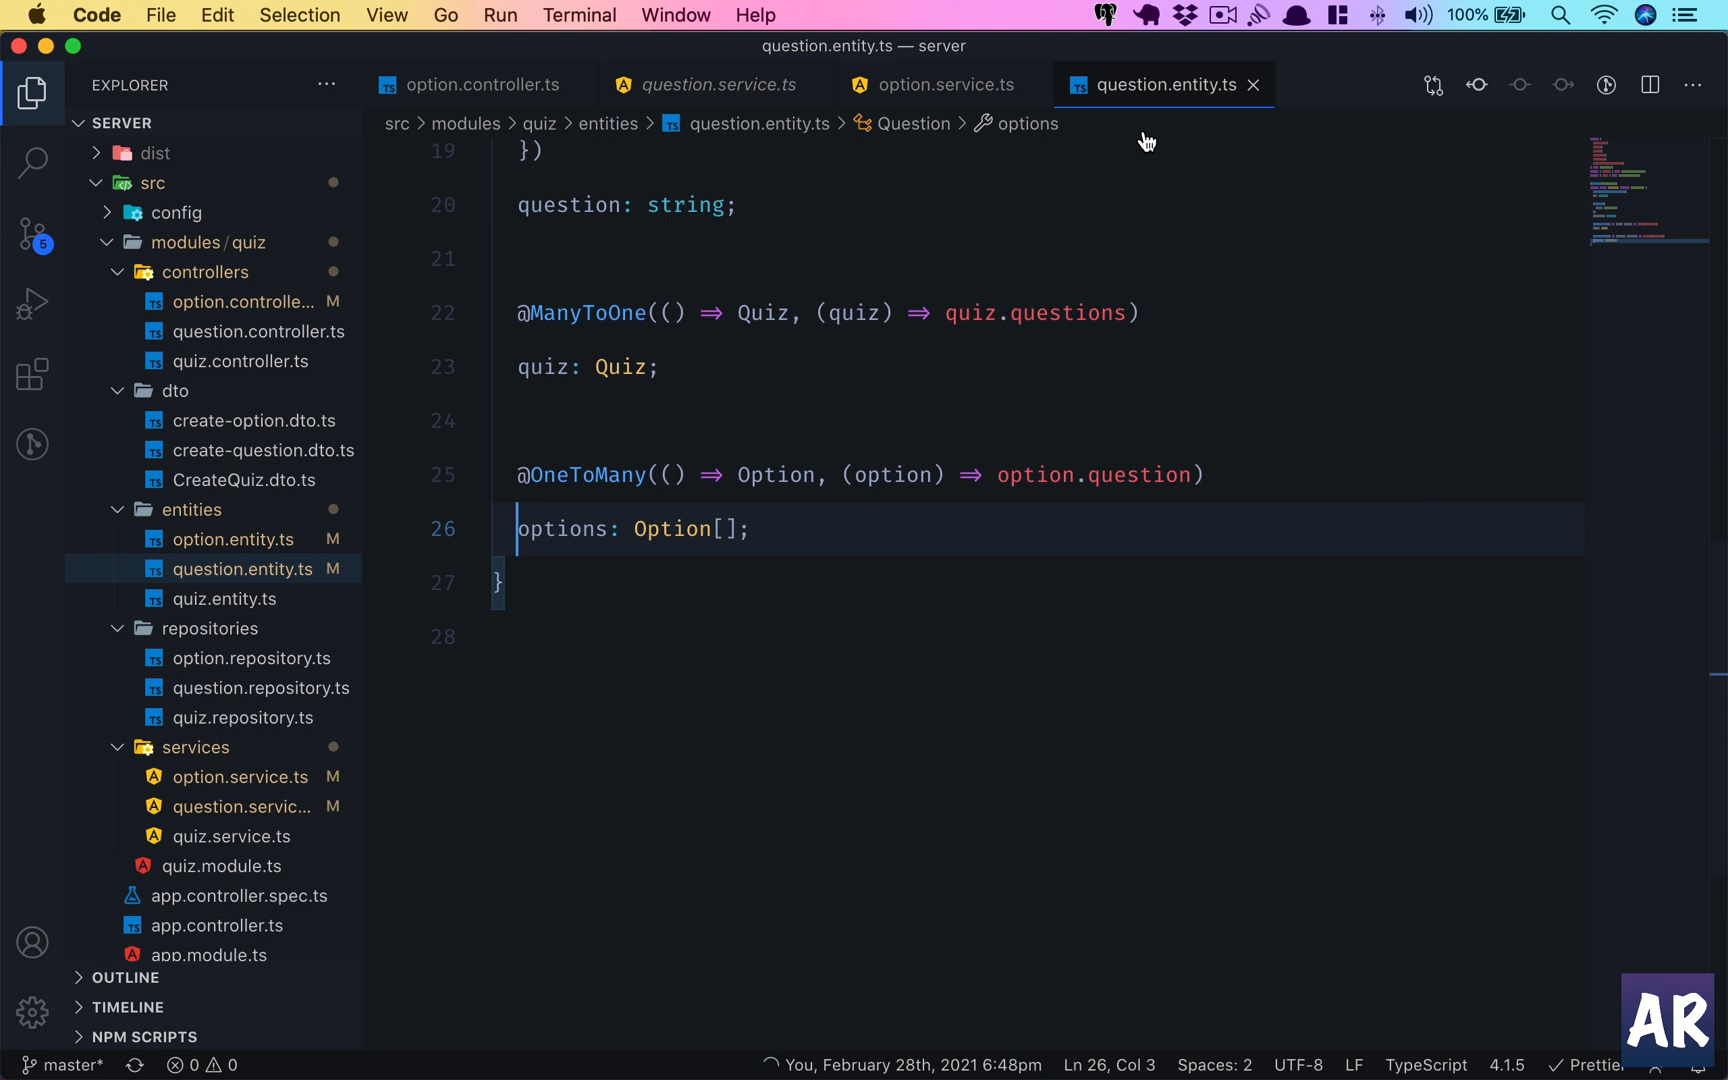 Code File Edit Selection View Go Run Terminal Window Help 100%
question.entity.ts — server
EXPLORER
option.controller.ts question.service.ts option.service.ts question.entity.ts
src > modules > quiz > entities > question.entity.ts > Question > options
SERVER
dist
src
config
modules / quiz
controllers
option.controlle... M
question.controller.ts
quiz.controller.ts
dto
create-option.dto.ts
create-question.dto.ts
CreateQuiz.dto.ts
entities
option.entity.ts M
question.entity.ts M
quiz.entity.ts
repositories
option.repository.ts
question.repository.ts
quiz.repository.ts
services
option.service.ts M
question.servic... M
quiz.service.ts
quiz.module.ts
app.controller.spec.ts
app.controller.ts
app.module.ts
OUTLINE
TIMELINE
NPM SCRIPTS
5
19 })
20 question: string;
21
22 @ManyToOne(() ⇒ Quiz, (quiz) ⇒ quiz.questions)
23 quiz: Quiz;
24
25 @OneToMany(() ⇒ Option, (option) ⇒ option.question)
26 options: Option[];
27 }
28
AR
master* 0 0 You, February 28th, 2021 6:48pm Ln 26, Col 3 Spaces: 2 UTF-8 LF TypeScript 4.1.5